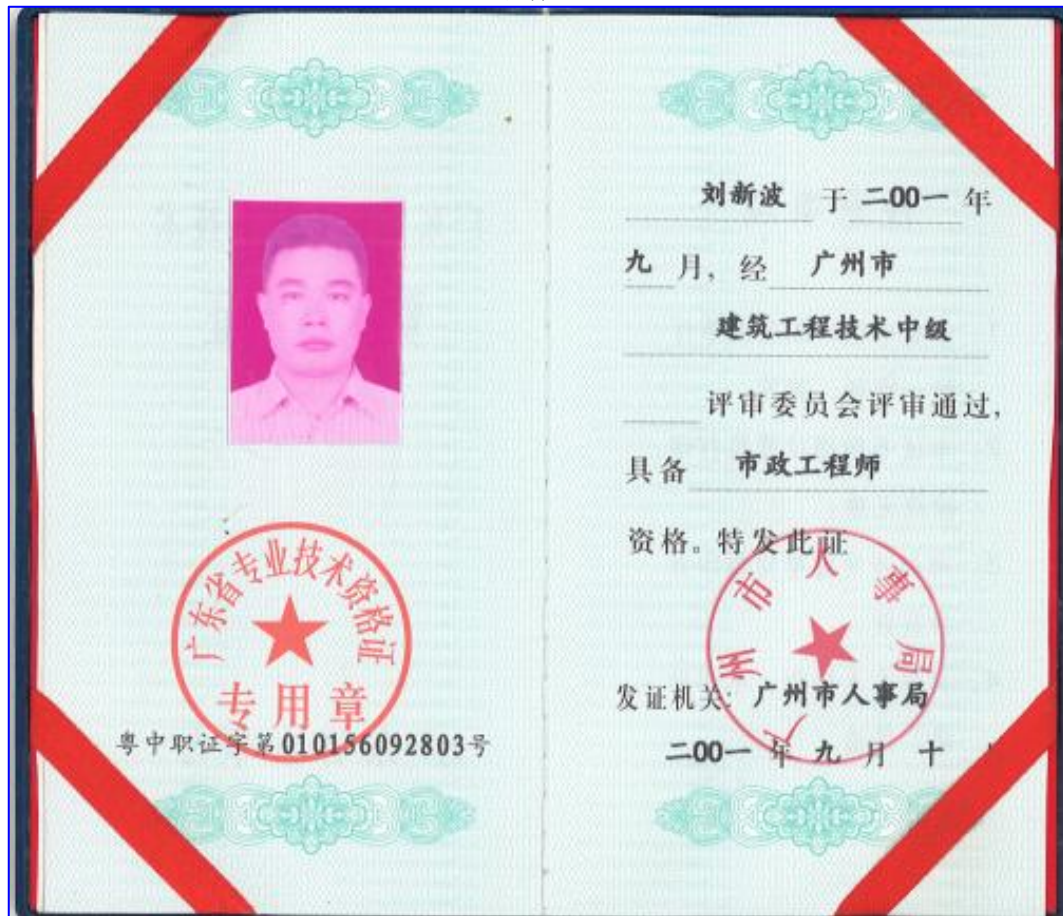 广东省专业技术资格证
专用章
粤中职证字第010156092803号
刘新波 于 二00一 年
九 月，经 广州市
建筑工程技术中级
评审委员会评审通过，
具备 市政工程师
资格。特发此证
广州市人事局
发证机关：广州市人事局
二00一 年 九 月 十